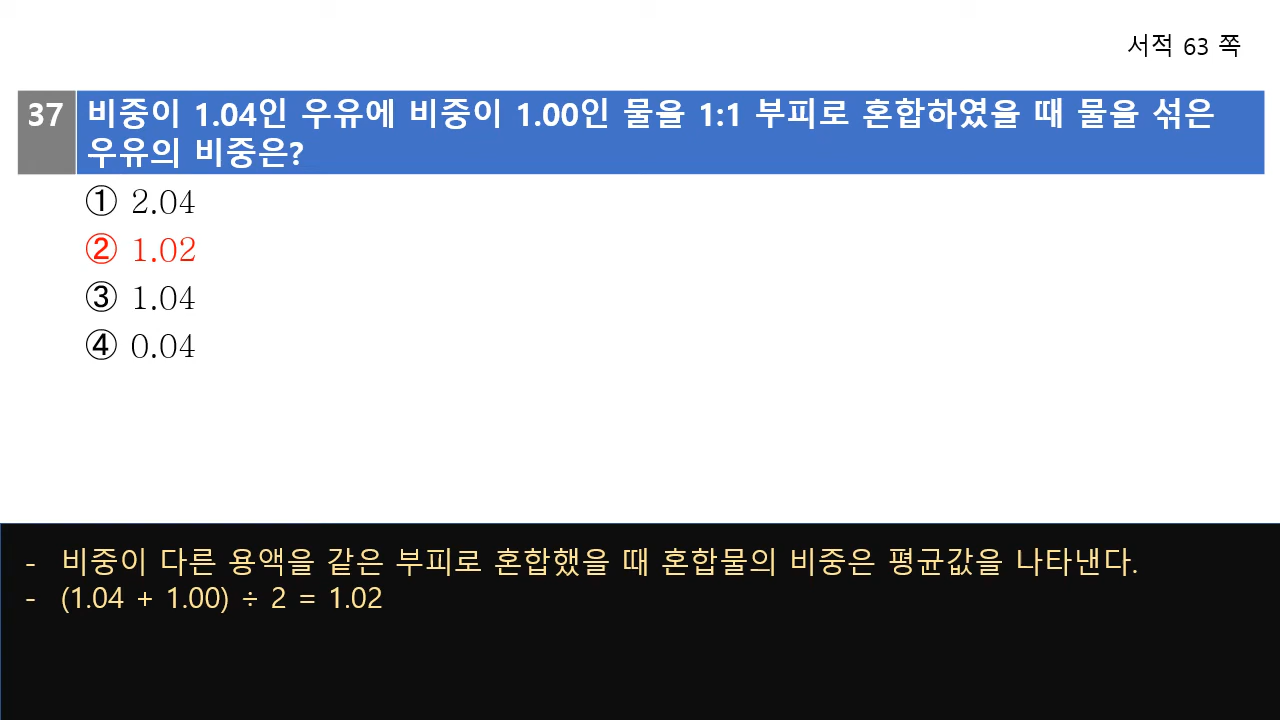 서적 63 쪽
37 비중이 1.04인 우유에 비중이 1.00인 물을 1:1 부피로 혼합하였을 때 물을 섞은
우유의 비중은?
① 2.04
② 1.02
③ 1.04
④ 0.04
- 비중이 다른 용액을 같은 부피로 혼합했을 때 혼합물의 비중은 평균값을 나타낸다.
- (1.04 + 1.00) ÷ 2 = 1.02